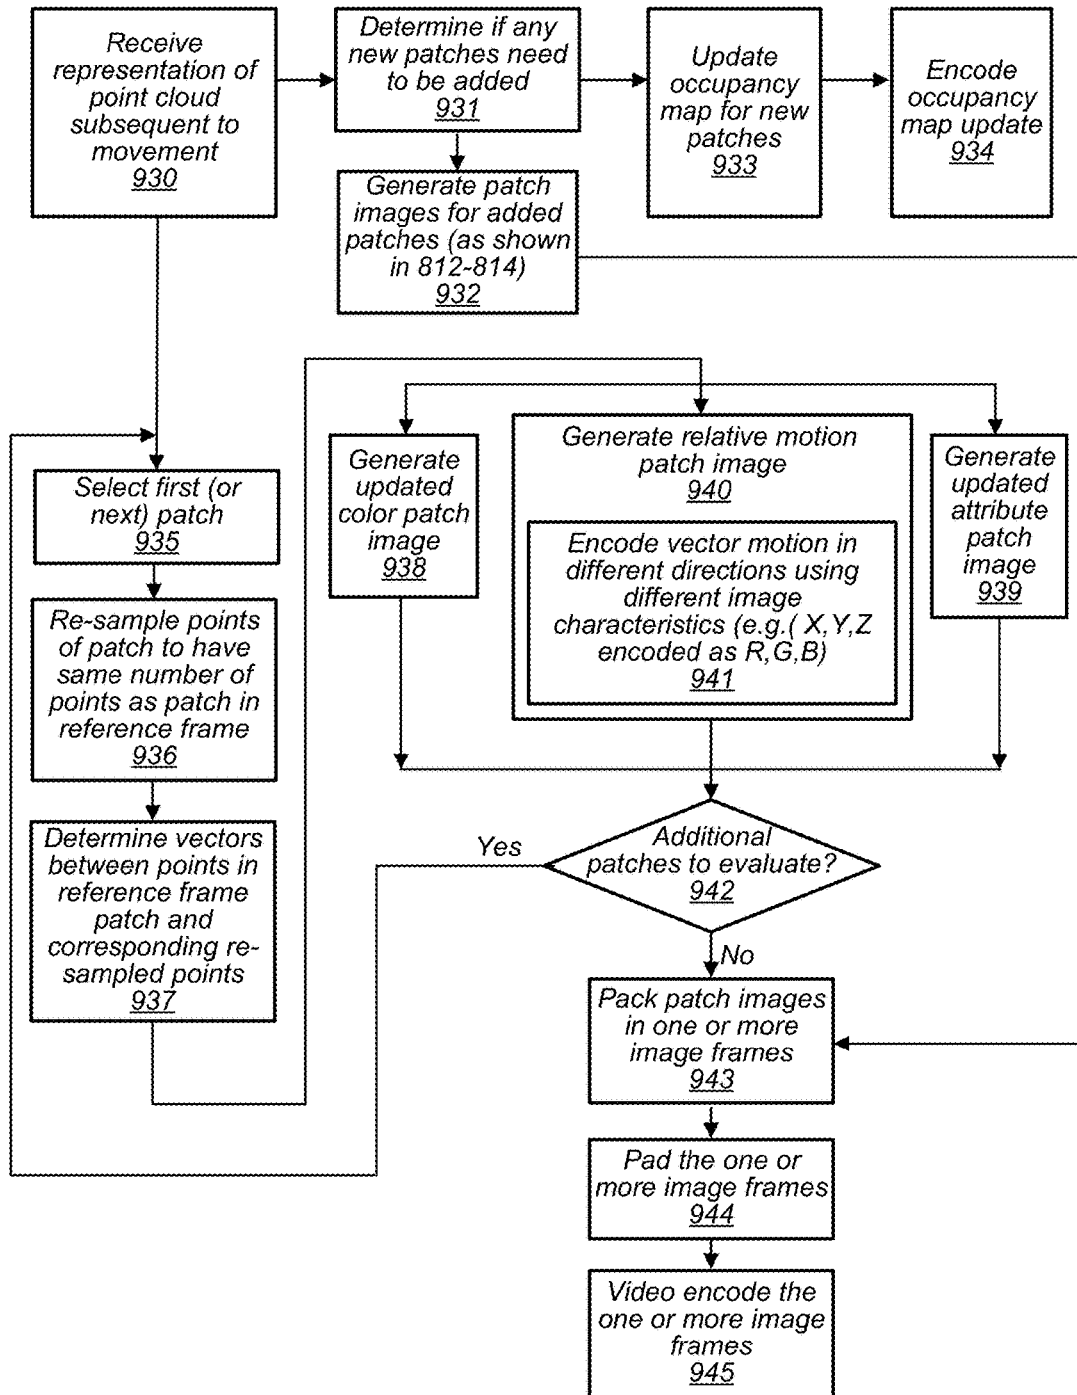 Receive
representation of
point cloud
subsequent to
movement
930
Determine if any
new patches need
to be added
931
Update
occupancy
map for new
patches
933
Encode
occupancy
map update
934
Generate patch
images for added
patches (as shown
in 812-814)
932
Select first (or
next) patch
935
Re-sample points
of patch to have
same number of
points as patch in
reference frame
936
Determine vectors
between points in
reference frame
patch and
corresponding re-
sampled points
937
Generate
updated
color patch
image
938
Generate relative motion
patch image
940
Encode vector motion in
different directions using
different image
characteristics (e.g.( X,Y,Z
encoded as R,G,B)
941
Generate
updated
attribute
patch
image
939
Additional
patches to evaluate?
942
Yes
No
Pack patch images
in one or more
image frames
943
Pad the one or
more image frames
944
Video encode the
one or more image
frames
945